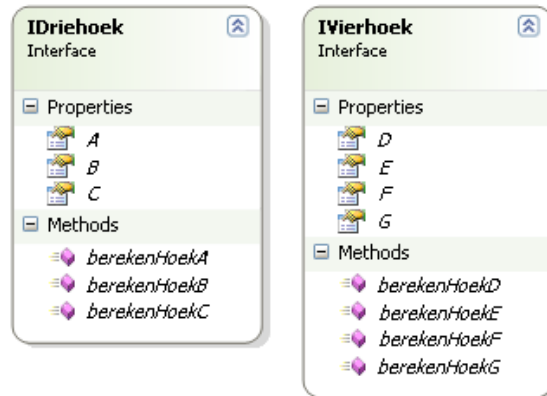 IDriehoek
Interface
Properties
A
B
C
Methods
berekenHoekA
berekenHoekB
berekenHoekC
IVierhoek
Interface
Properties
D
E
F
G
Methods
berekenHoekD
berekenHoekE
berekenHoekF
berekenHoekG